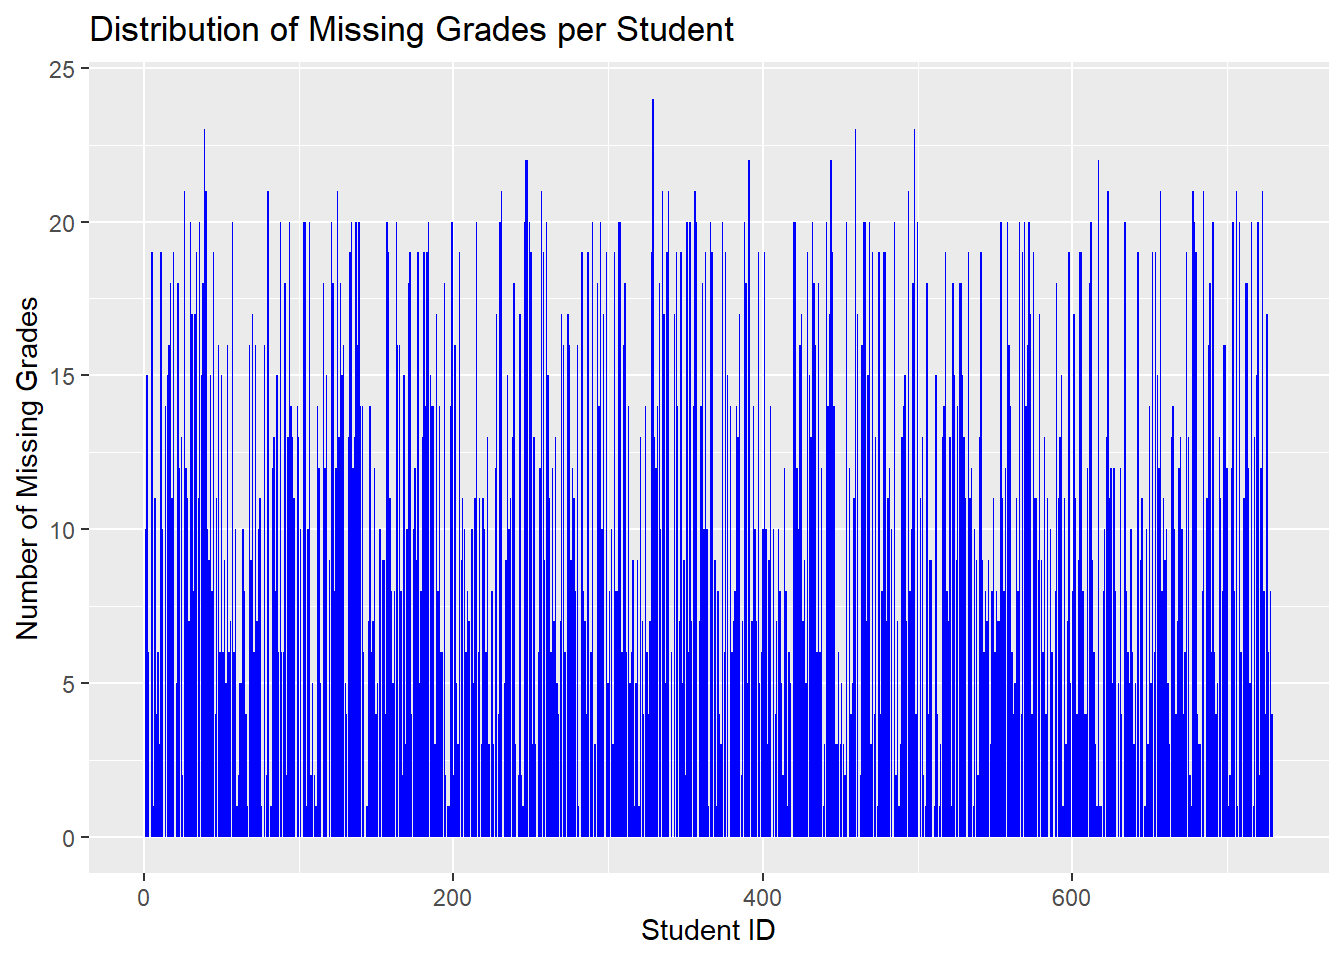 Distribution of Missing Grades per Student
Number of Missing Grades
25
20
15
10
5
0
0 200 400 600
Student ID